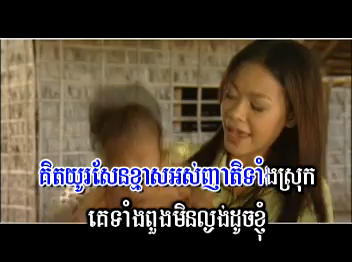 គិតយូរសែនខ្មាសអស់ញាតិទាំងស្រុក
គេទាំងពួងមិនល្ងង់ដូចខ្ញុំ